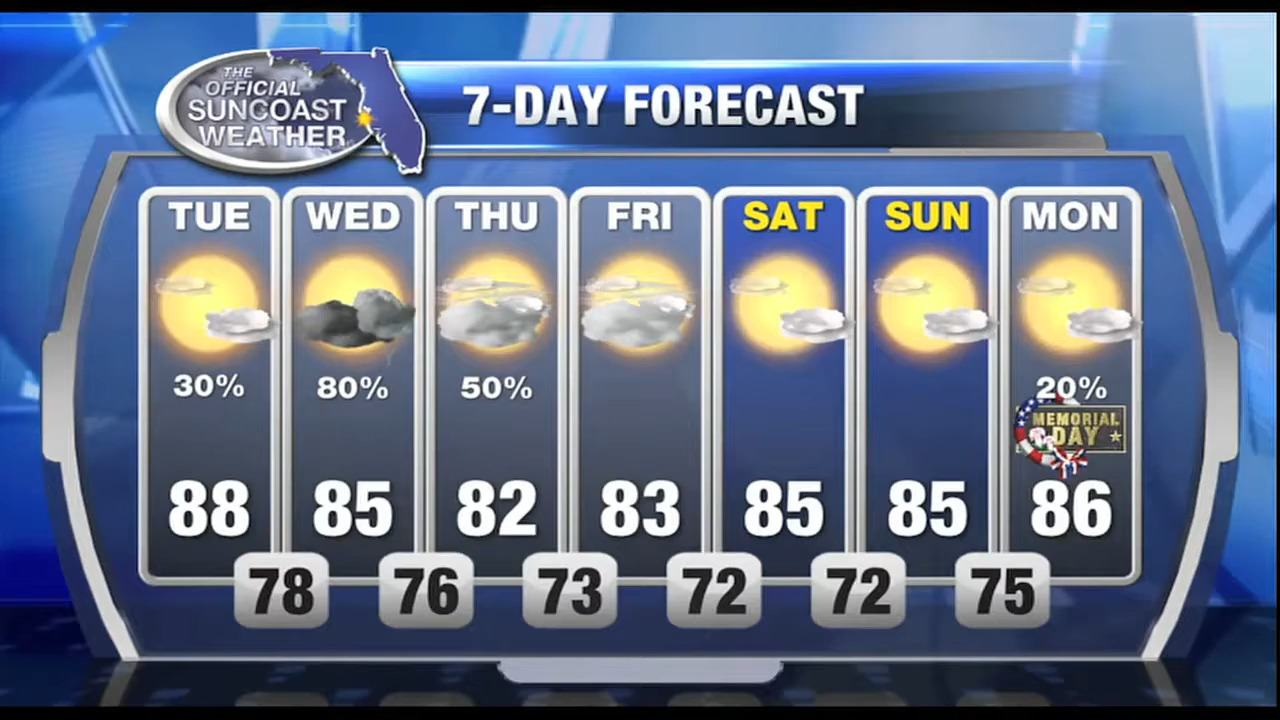 THE
OFFICIAL
SUNCOAST
WEATHER
7-DAY FORECAST
TUE WED THU FRI SAT SUN MON
30% 80% 50% 20%
MEMORIAL
DAY
88 85 82 83 85 85 86
78 76 73 72 72 75